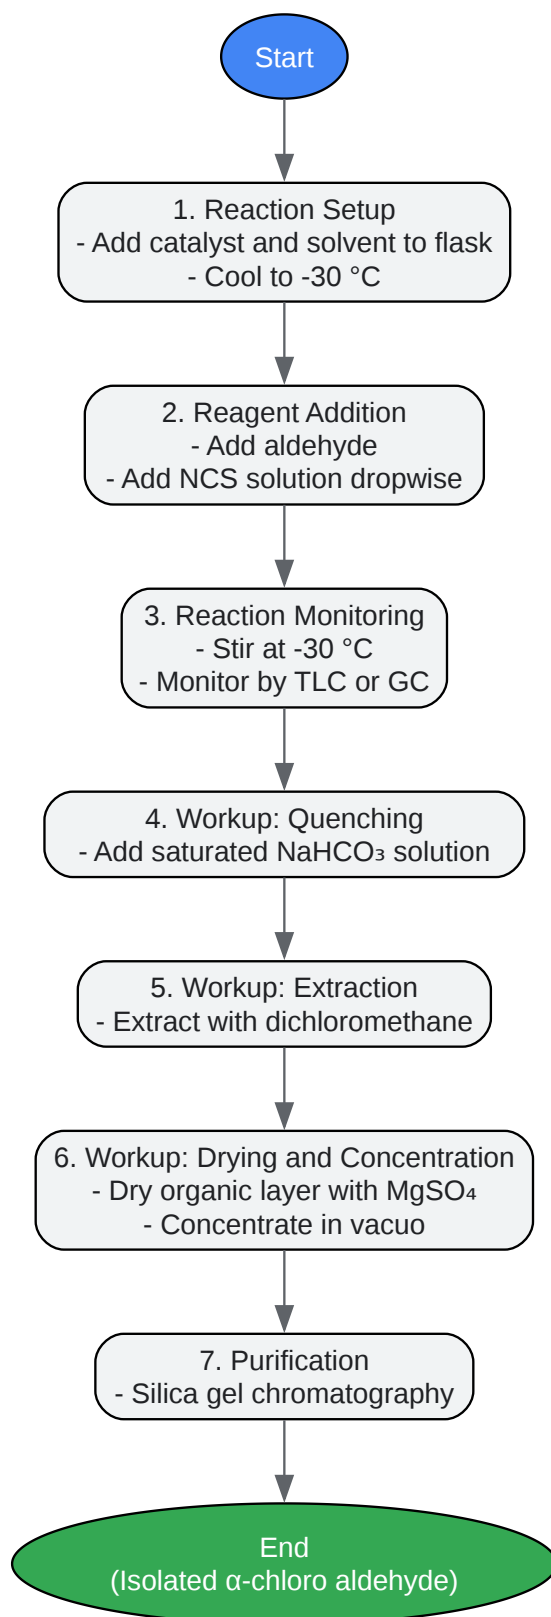 Start
1. Reaction Setup
- Add catalyst and solvent to flask
- Cool to -30 °C
2. Reagent Addition
- Add aldehyde
- Add NCS solution dropwise
3. Reaction Monitoring
- Stir at -30 °C
- Monitor by TLC or GC
4. Workup: Quenching
- Add saturated NaHCO₃ solution
5. Workup: Extraction
- Extract with dichloromethane
6. Workup: Drying and Concentration
- Dry organic layer with MgSO₄
- Concentrate in vacuo
7. Purification
- Silica gel chromatography
End
(Isolated α-chloro aldehyde)